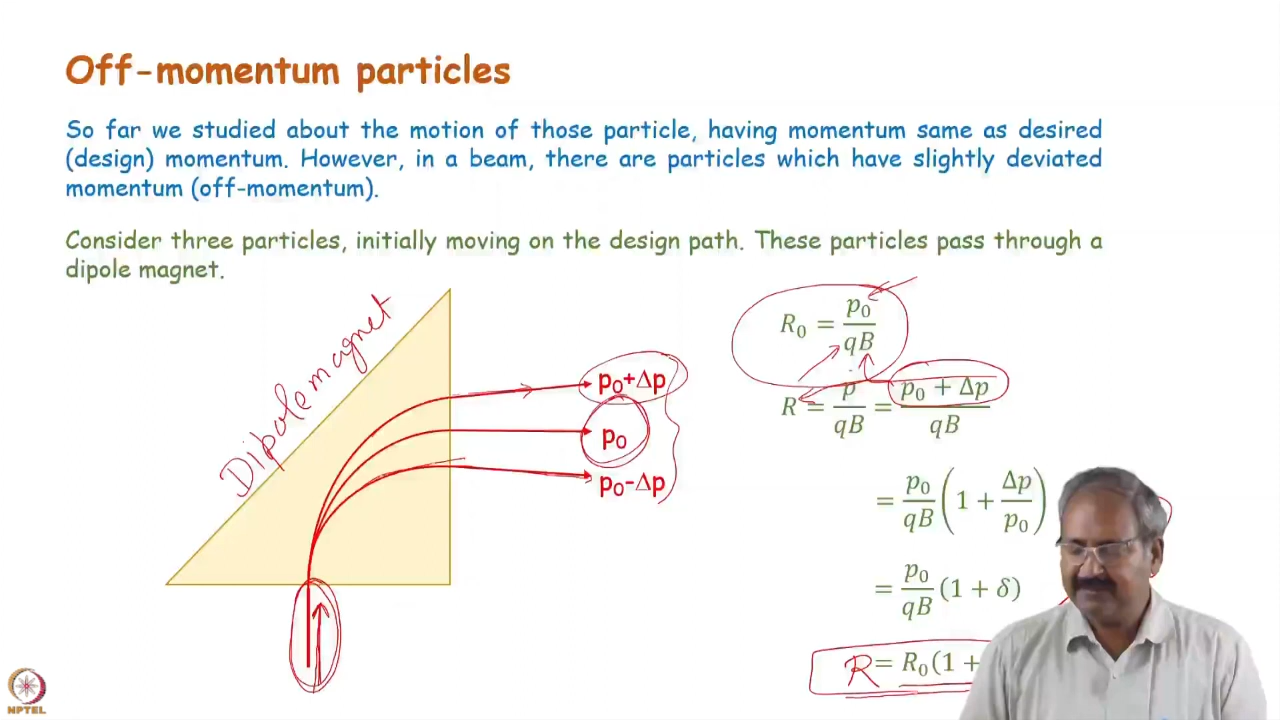 Off-momentum particles
So far we studied about the motion of those particle, having momentum same as desired
(design) momentum. However, in a beam, there are particles which have slightly deviated
momentum (off-momentum).
Consider three particles, initially moving on the design path. These particles pass through a
dipole magnet.
Dipole magnet
p₀+Δp
p₀
p₀-Δp
R₀ = p₀/qB
R = p/qB = (p₀ + Δp)/qB
= p₀/qB (1 + Δp/p₀)
= p₀/qB (1 + δ)
R = R₀(1 +
NPTEL